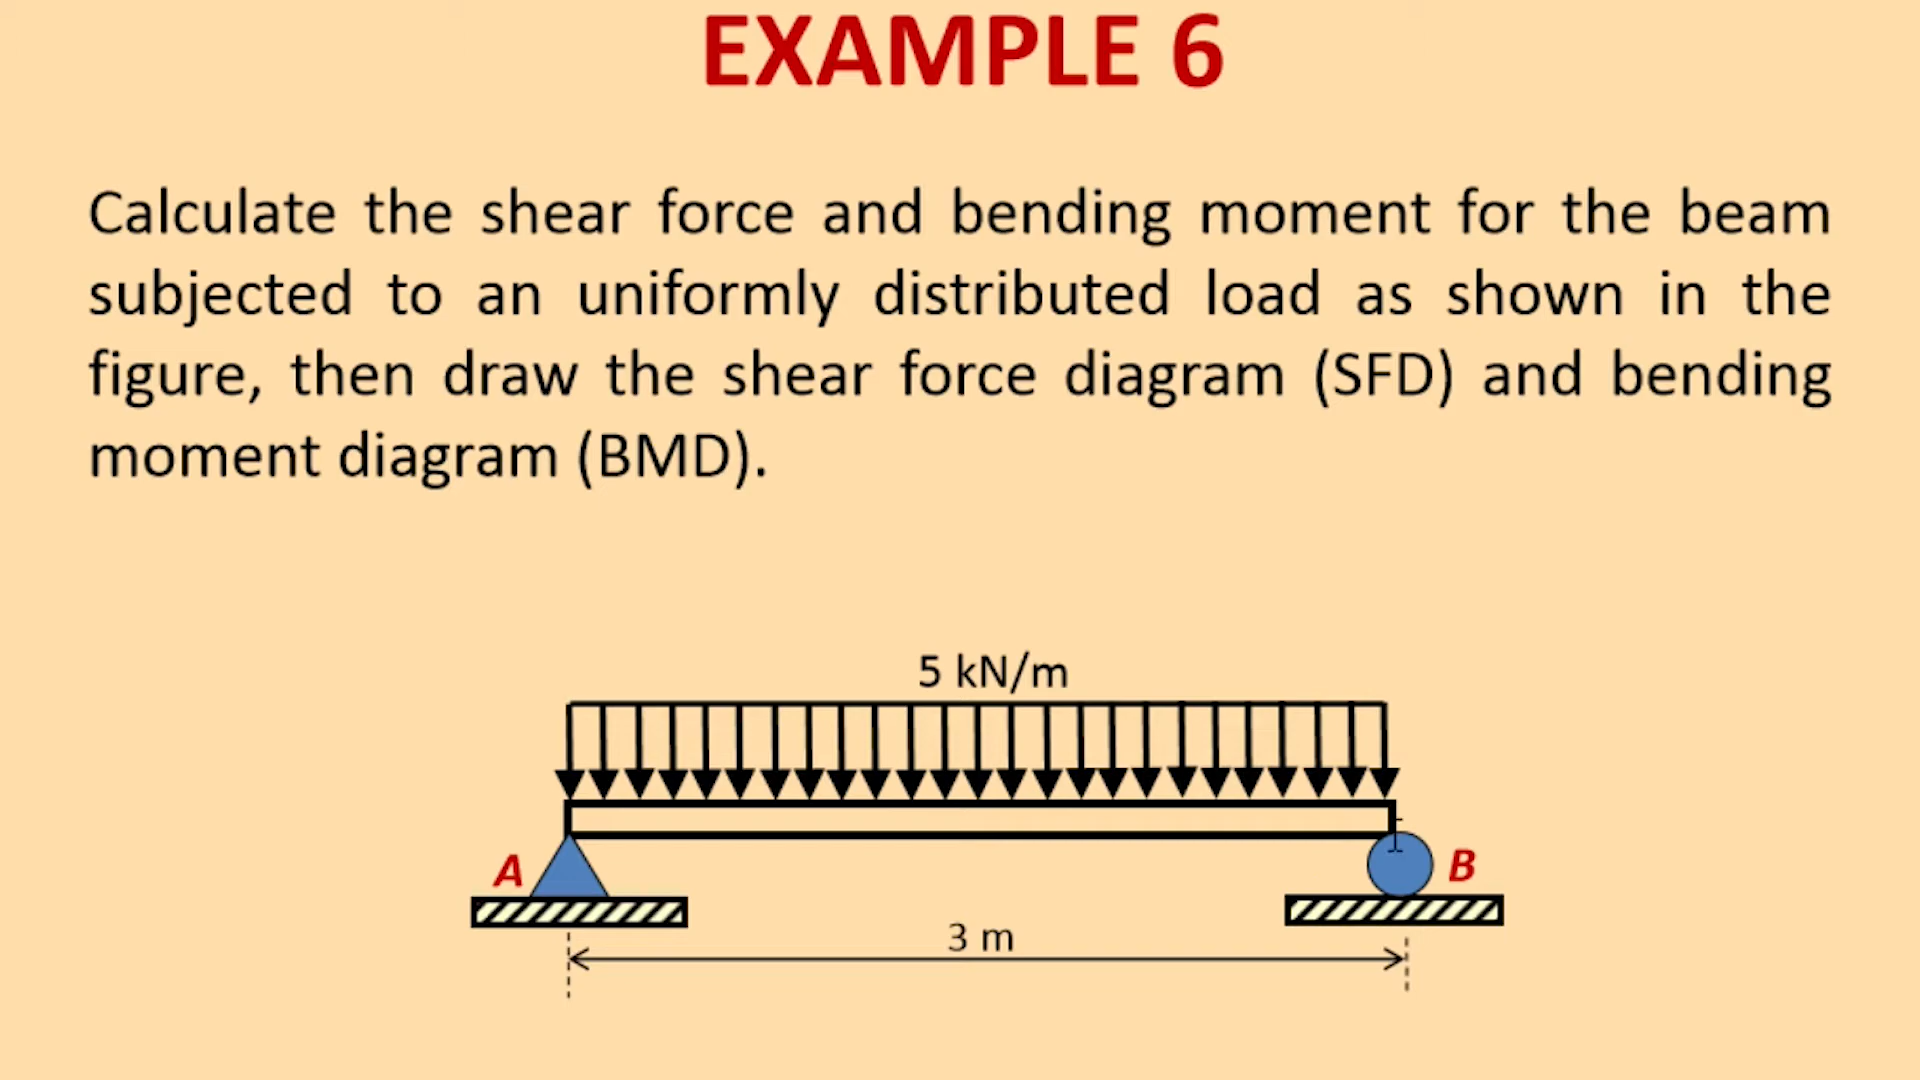 EXAMPLE 6
Calculate the shear force and bending moment for the beam
subjected to an uniformly distributed load as shown in the
figure, then draw the shear force diagram (SFD) and bending
moment diagram (BMD).
5 kN/m
A
B
3 m